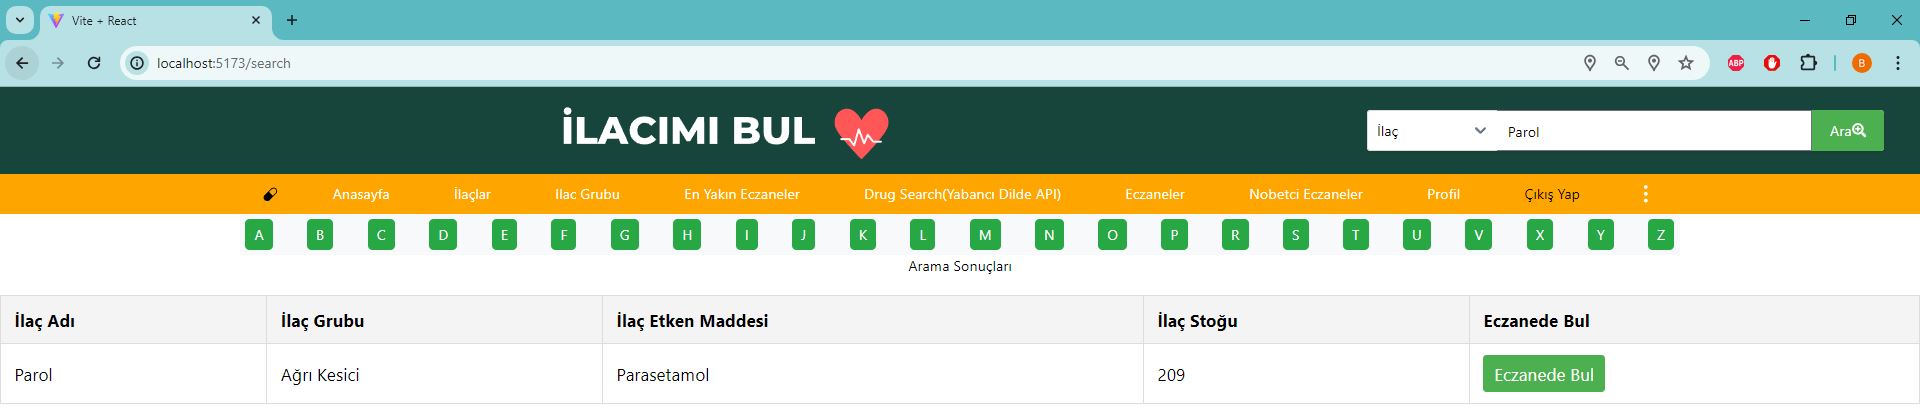 Vite + React
localhost:5173/search
ABP
B
İLACIMI BUL
İlaç
Parol
Ara
Anasayfa İlaçlar Ilac Grubu En Yakın Eczaneler Drug Search(Yabancı Dilde API) Eczaneler Nobetci Eczaneler Profil Çıkış Yap
A B C D E F G H I J K L M N O P R S T U V X Y Z
Arama Sonuçları
İlaç Adı İlaç Grubu İlaç Etken Maddesi İlaç Stoğu Eczanede Bul
Parol Ağrı Kesici Parasetamol 209 Eczanede Bul